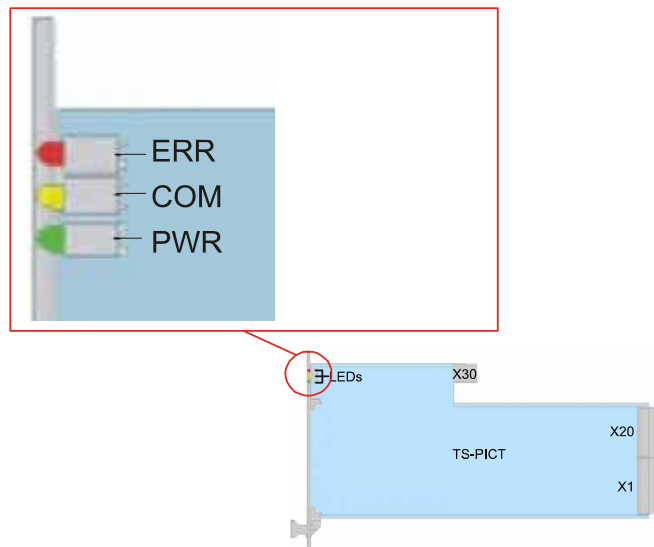 ERR
COM
PWR
LEDs
X30
X20
TS-PICT
X1